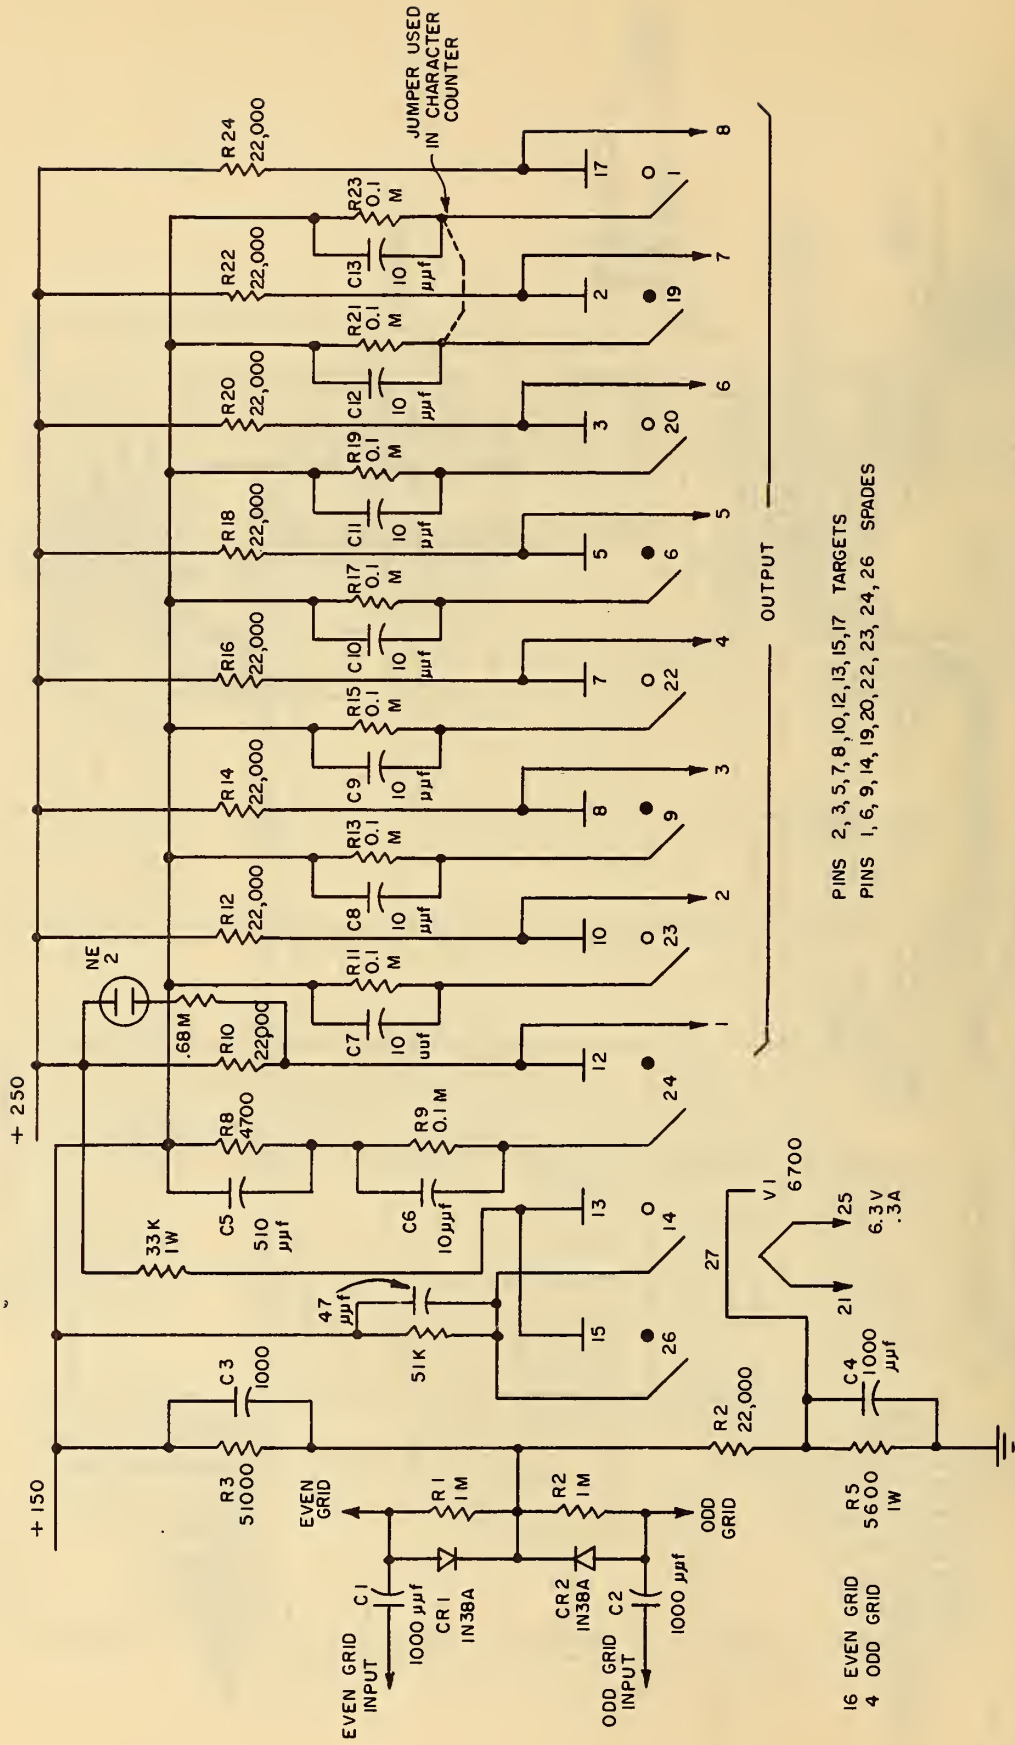 + 150
+ 250
R3
51000
C3
1000
EVEN
GRID
R1
1M
R2
1M
ODD
GRID
EVEN GRID
INPUT
C1
1000 µµf
CR1
1N38A
CR2
1N38A
C2
1000 µµf
ODD GRID
INPUT
16 EVEN GRID
4 ODD GRID
R2
22,000
R5
5600
1W
C4
1000
µµf
47
µµf
51K
33K
1W
15
26
13
14
27
V1
6700
21
25
6.3V
.3A
R8
4700
C5
510
µµf
R9
0.1M
C6
10µµf
24
NE
2
.68M
R10
22,000
12
1
R11
0.1
M
C7
10
uuf
23
R12
22,000
10
2
R13
0.1
M
C8
10
µµf
9
R14
22,000
8
3
R15
0.1
M
C9
10
µµf
22
R16
22,000
7
4
R17
0.1
M
C10
10
µµf
6
R18
22,000
5
5
R19
0.1
M
C11
10
µµf
20
R20
22,000
3
6
R21
0.1
M
C12
10
µµf
19
R22
22,000
2
7
R23
0.1
M
C13
10
µµf
1
R24
22,000
17
8
JUMPER USED
IN CHARACTER
COUNTER
OUTPUT
PINS 2, 3, 5, 7, 8, 10, 12, 13, 15, 17 TARGETS
PINS 1, 6, 9, 14, 19, 20, 22, 23, 24, 26 SPADES